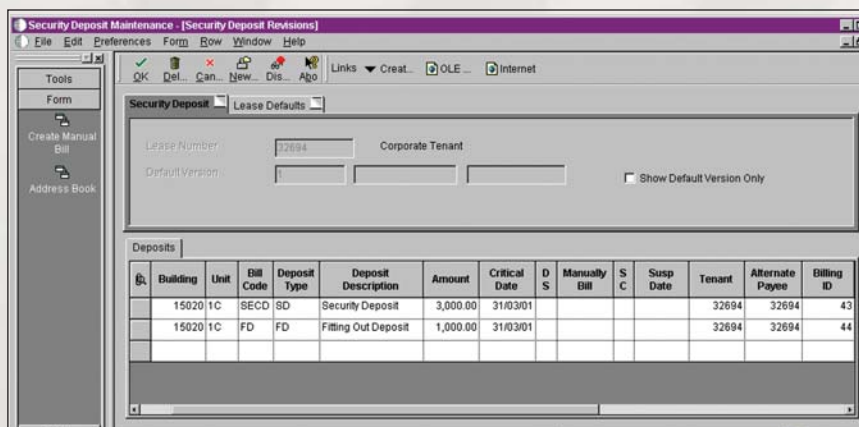 Security Deposit Maintenance - [Security Deposit Revisions]
File Edit Preferences Form Row Window Help
OK Del... Can... New... Dis... Abo Links Creat... OLE... Internet
Tools
Form
Create Manual Bill
Address Book
Security Deposit Lease Defaults
Lease Number 32694 Corporate Tenant
Default Version 1 Show Default Version Only
Deposits
Building Unit Bill Code Deposit Type Deposit Description Amount Critical Date D S Manually Bill S C Susp Date Tenant Alternate Payee Billing ID
15020 1C SECD SD Security Deposit 3,000.00 31/03/01 32694 32694 43
15020 1C FD FD Fitting Out Deposit 1,000.00 31/03/01 32694 32694 44